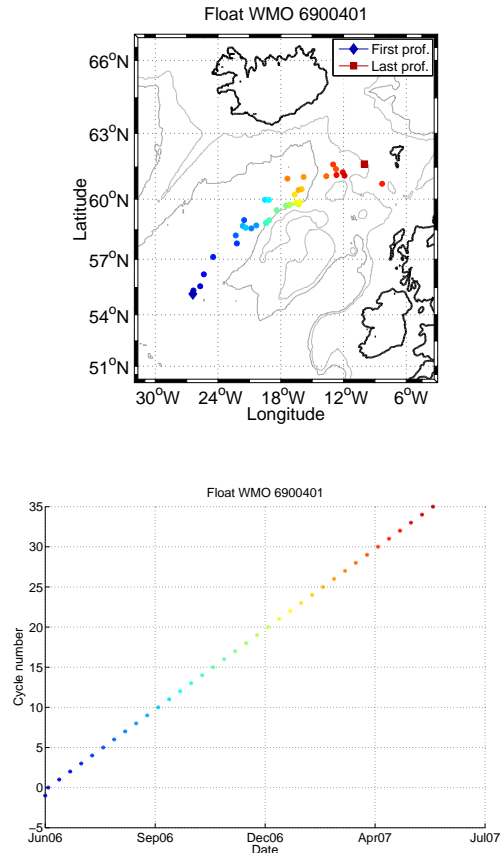 Float WMO 6900401
First prof.
Last prof.
66°N
63°N
60°N
57°N
54°N
51°N
Latitude
30°W 24°W 18°W 12°W 6°W
Longitude
Float WMO 6900401
35
30
25
20
15
10
5
0
−5
Cycle number
Jun06 Sep06 Dec06 Apr07 Jul07
Date